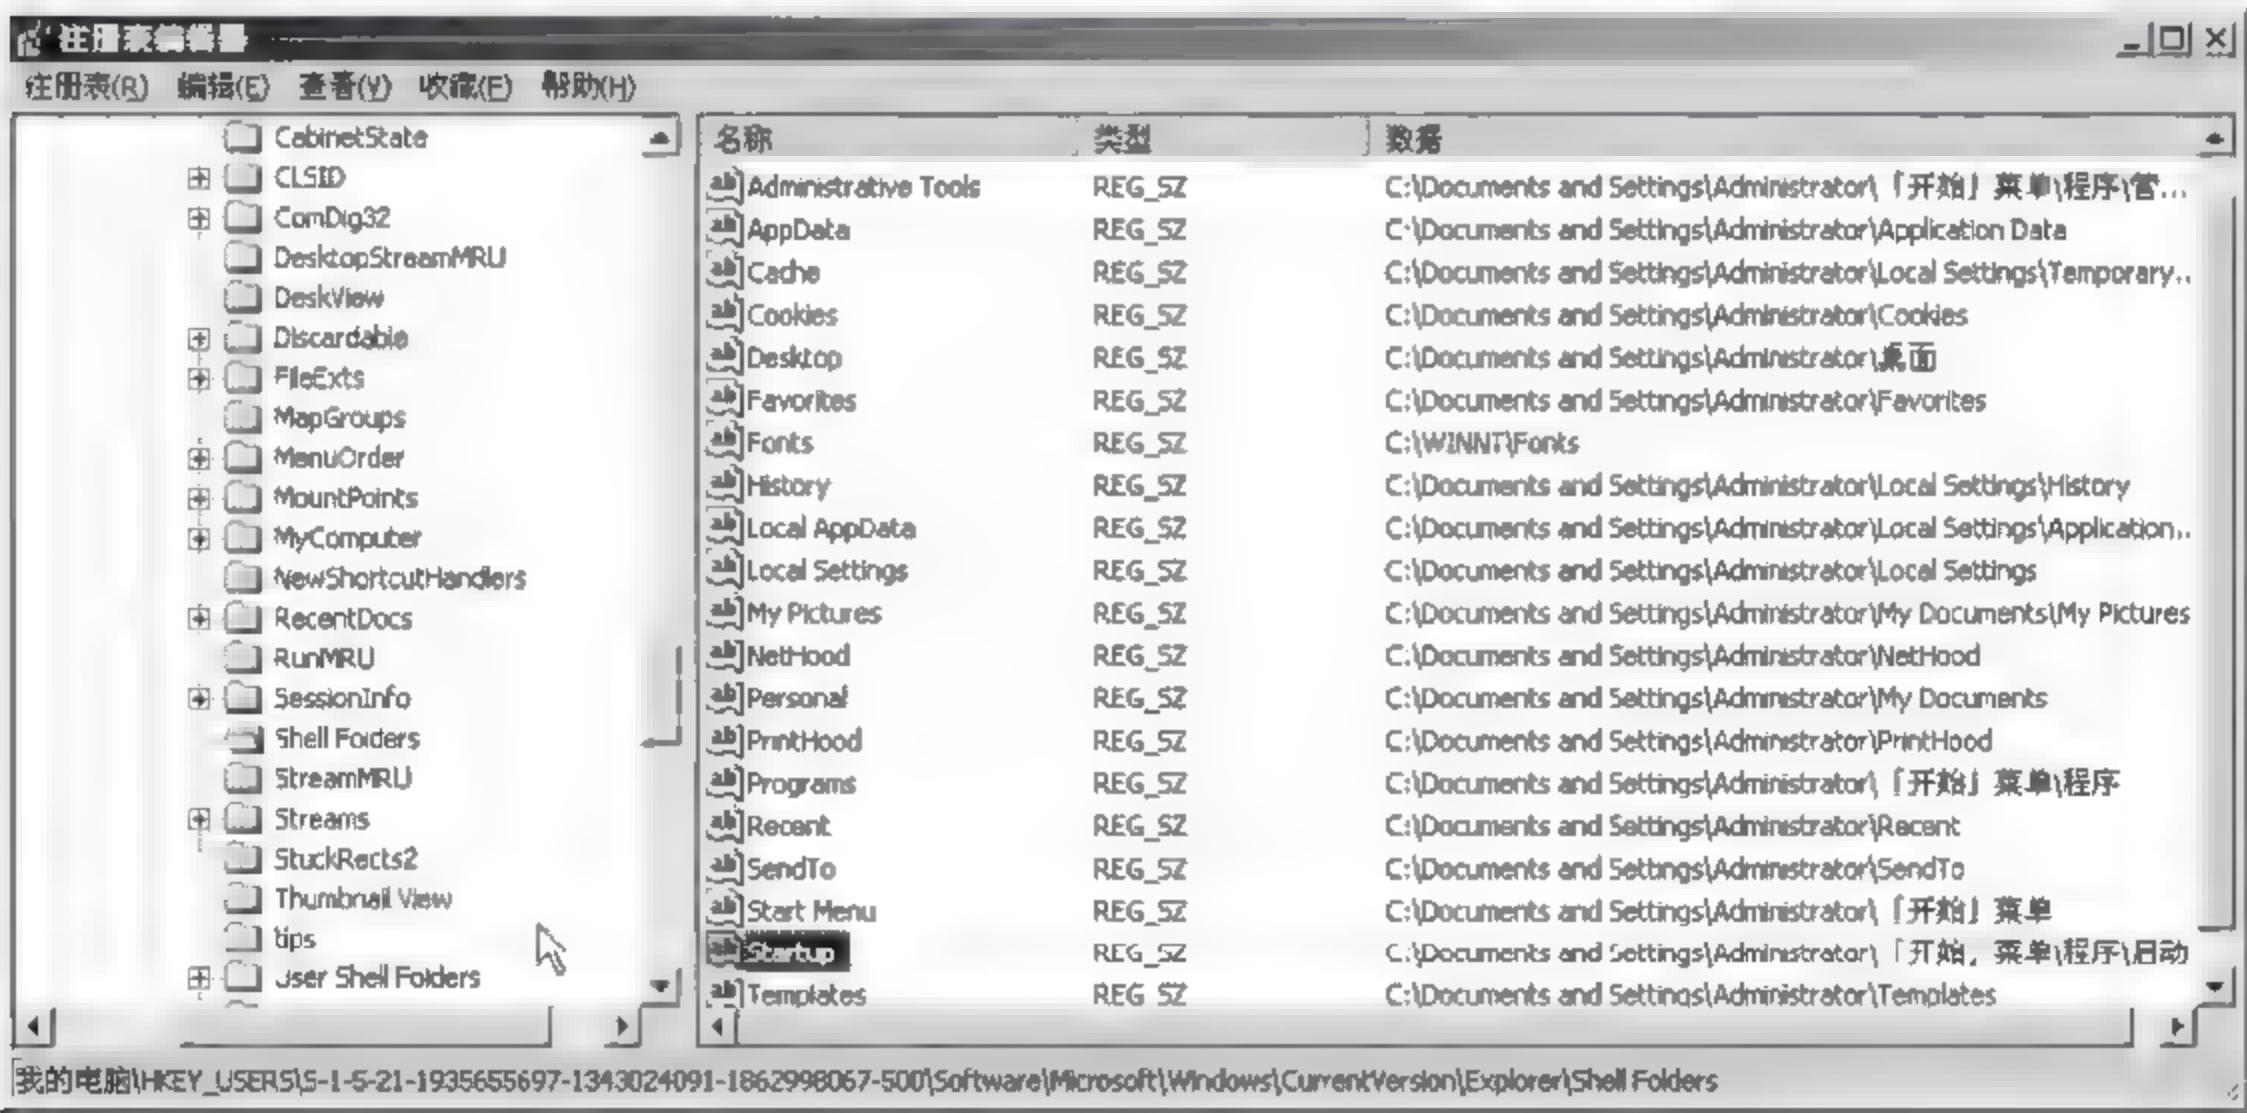 注册表编辑器
注册表(R) 编辑(E) 查看(V) 收藏(F) 帮助(H)
CabinetState
CLSID
ComDlg32
DesktopStreamMRU
DeskView
Discardable
FileExts
MapGroups
MenuOrder
MountPoints
MyComputer
NewShortcutHandlers
RecentDocs
RunMRU
SessionInfo
Shell Folders
StreamMRU
Streams
StuckRects2
Thumbnail View
tips
User Shell Folders
名称 类型 数据
Administrative Tools REG_SZ C:\Documents and Settings\Administrator\「开始」菜单\程序\管...
AppData REG_SZ C:\Documents and Settings\Administrator\Application Data
Cache REG_SZ C:\Documents and Settings\Administrator\Local Settings\Temporary...
Cookies REG_SZ C:\Documents and Settings\Administrator\Cookies
Desktop REG_SZ C:\Documents and Settings\Administrator\桌面
Favorites REG_SZ C:\Documents and Settings\Administrator\Favorites
Fonts REG_SZ C:\WINNT\Fonts
History REG_SZ C:\Documents and Settings\Administrator\Local Settings\History
Local AppData REG_SZ C:\Documents and Settings\Administrator\Local Settings\Application...
Local Settings REG_SZ C:\Documents and Settings\Administrator\Local Settings
My Pictures REG_SZ C:\Documents and Settings\Administrator\My Documents\My Pictures
NetHood REG_SZ C:\Documents and Settings\Administrator\NetHood
Personal REG_SZ C:\Documents and Settings\Administrator\My Documents
PrintHood REG_SZ C:\Documents and Settings\Administrator\PrintHood
Programs REG_SZ C:\Documents and Settings\Administrator\「开始」菜单\程序
Recent REG_SZ C:\Documents and Settings\Administrator\Recent
SendTo REG_SZ C:\Documents and Settings\Administrator\SendTo
Start Menu REG_SZ C:\Documents and Settings\Administrator\「开始」菜单
Startup REG_SZ C:\Documents and Settings\Administrator\「开始」菜单\程序\启动
Templates REG_SZ C:\Documents and Settings\Administrator\Templates
我的电脑\HKEY_USERS\S-1-5-21-1935655697-1343024091-1862998067-500\Software\Microsoft\Windows\CurrentVersion\Explorer\Shell Folders